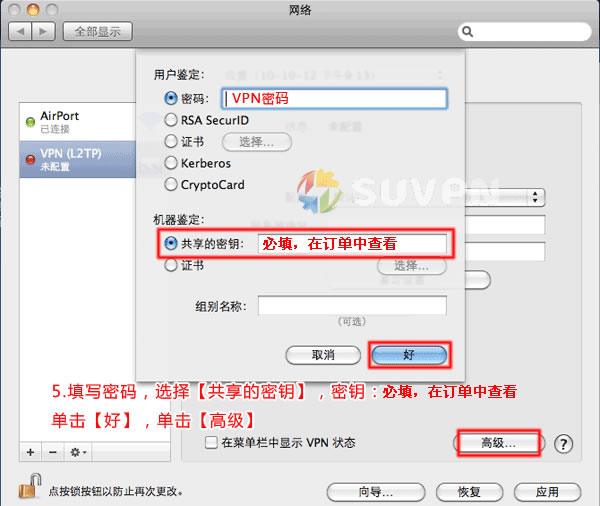 网络
全部显示
用户鉴定:
密码: VPN密码
RSA SecurID
证书 选择...
Kerberos
CryptoCard
SUVPN
机器鉴定:
共享的密钥: 必填，在订单中查看
证书 选择...
组别名称:
(可选)
取消 好
AirPort
已连接
VPN (L2TP)
未配置
5.填写密码，选择【共享的密钥】，密钥：必填，在订单中查看
单击【好】，单击【高级】
在菜单栏中显示 VPN 状态 高级... ?
点按锁按钮以防止再次更改。 向导... 恢复 应用